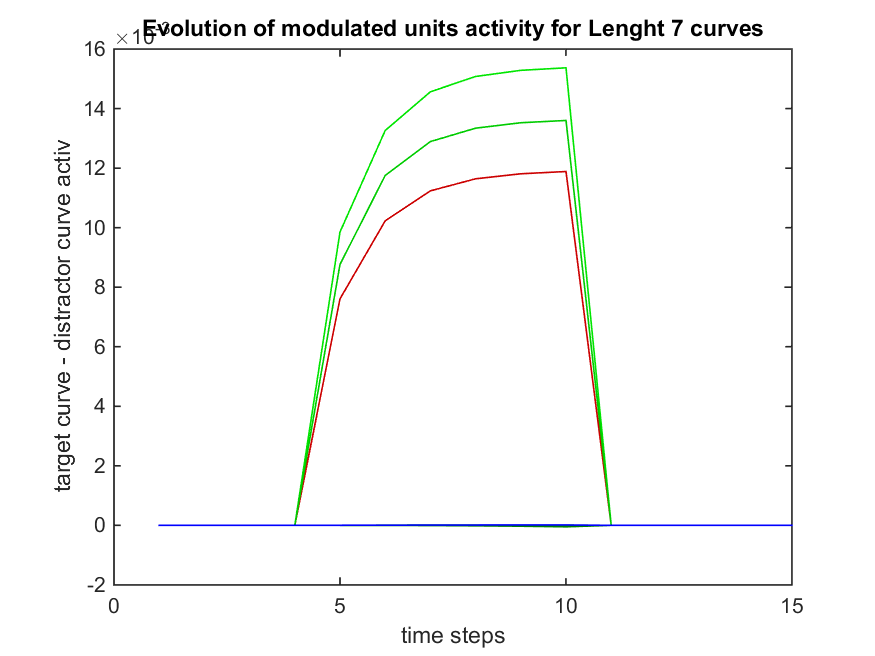 Evolution of modulated units activity for Lenght 7 curves
×10-3
16
14
12
10
8
6
4
2
0
-2
0 5 10 15
time steps
target curve - distractor curve activ